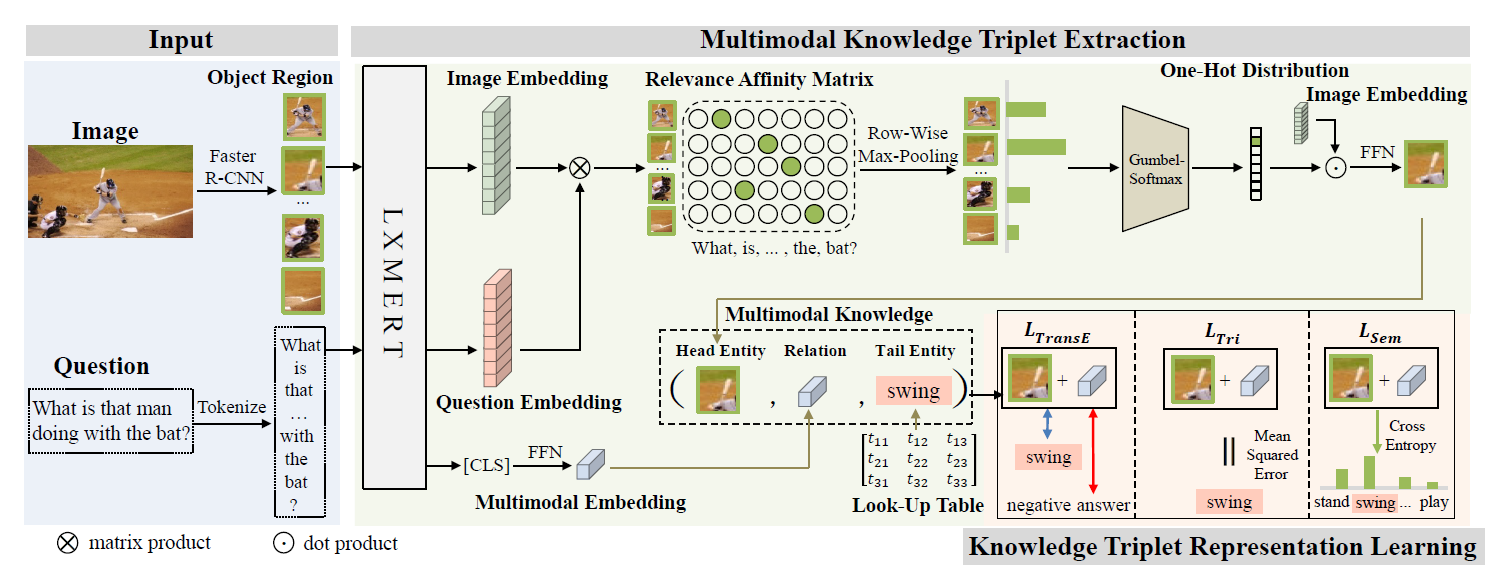 Input
Multimodal Knowledge Triplet Extraction
Object Region
Image
Faster
R-CNN
...
Question
What is that man
doing with the bat?
Tokenize
What
is
that
...
with
the
bat
?
LXMERT
Image Embedding
Question Embedding
[CLS]
FFN
Multimodal Embedding
Relevance Affinity Matrix
...
What, is, ... , the, bat?
Row-Wise
Max-Pooling
...
Gumbel-
Softmax
One-Hot Distribution
Image Embedding
FFN
Multimodal Knowledge
Head Entity
Relation
Tail Entity
( , , swing )
t11 t12 t13
t21 t22 t23
t31 t32 t33
Look-Up Table
LTransE
+
swing
negative answer
LTri
+
Mean
Squared
Error
swing
LSem
+
Cross
Entropy
stand swing ... play
Knowledge Triplet Representation Learning
matrix product
dot product